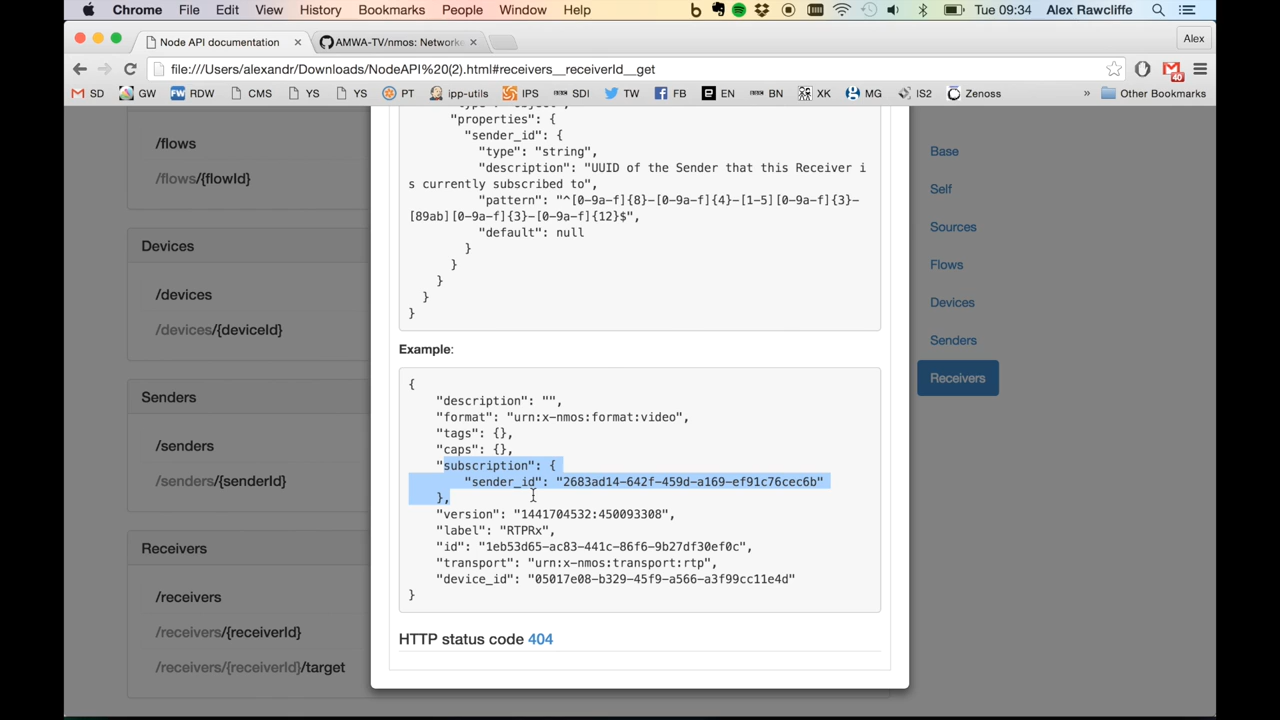 Chrome File Edit View History Bookmarks People Window Help Tue 09:34 Alex Rawcliffe
Node API documentation
AMWA-TV/nmos: Networke
Alex
file:///Users/alexandr/Downloads/NodeAPI%20(2).html#receivers__receiverId__get
40
SD GW RDW CMS YS YS PT ipp-utils IPS SDI TW FB EN BN XK MG IS2 Zenoss » Other Bookmarks
/flows
/flows/{flowId}
Devices
/devices
/devices/{deviceId}
Senders
/senders
/senders/{senderId}
Receivers
/receivers
/receivers/{receiverId}
/receivers/{receiverId}/target
"properties": {
"sender_id": {
"type": "string",
"description": "UUID of the Sender that this Receiver i
s currently subscribed to",
"pattern": "^[0-9a-f]{8}-[0-9a-f]{4}-[1-5][0-9a-f]{3}-
[89ab][0-9a-f]{3}-[0-9a-f]{12}$",
"default": null
}
}
}
}
}
Example:
{
"description": "",
"format": "urn:x-nmos:format:video",
"tags": {},
"caps": {},
"subscription": {
"sender_id": "2683ad14-642f-459d-a169-ef91c76cec6b"
},
"version": "1441704532:450093308",
"label": "RTPRx",
"id": "1eb53d65-ac83-441c-86f6-9b27df30ef0c",
"transport": "urn:x-nmos:transport:rtp",
"device_id": "05017e08-b329-45f9-a566-a3f99cc11e4d"
}
HTTP status code 404
Base
Self
Sources
Flows
Devices
Senders
Receivers